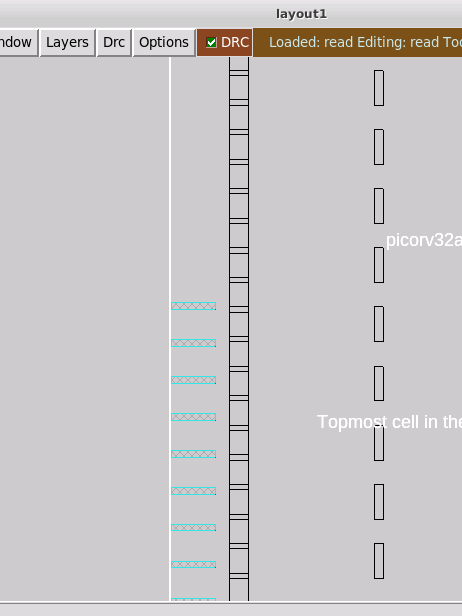 layout1
ndow Layers Drc Options DRC Loaded: read Editing: read Too
picorv32a
Topmost cell in the